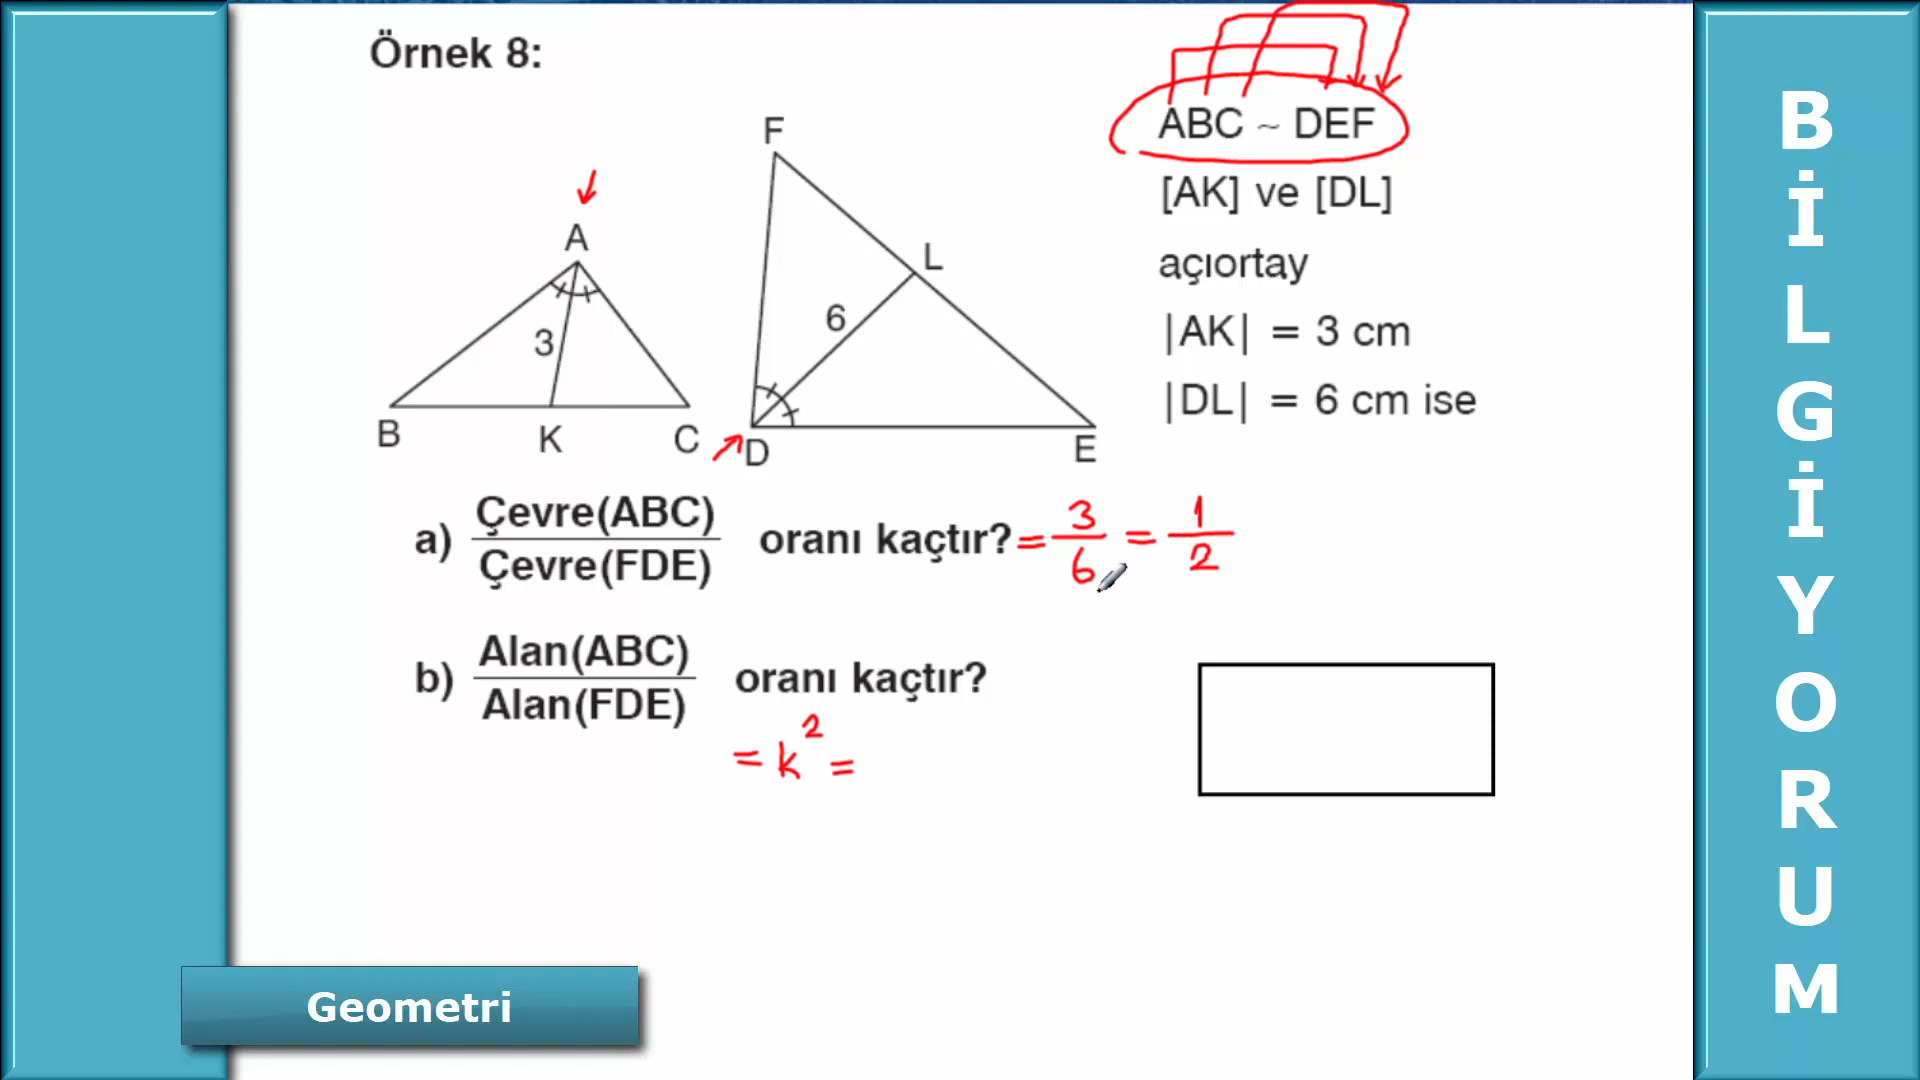 Örnek 8:
ABC ~ DEF
[AK] ve [DL]
açıortay
|AK| = 3 cm
|DL| = 6 cm ise
F
A
L
3
6
B
K
C
D
E
a) Çevre(ABC)
Çevre(FDE)
oranı kaçtır? = 3/6 = 1/2
b) Alan(ABC)
Alan(FDE)
oranı kaçtır?
= k² =
Geometri
BİLGİYORUM